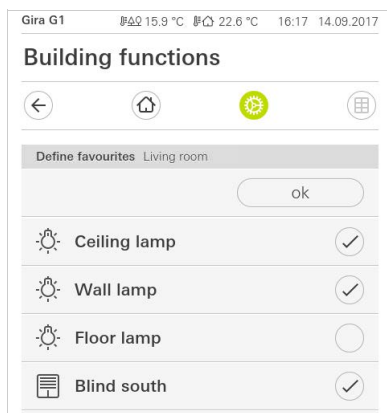 Gira G1 15.9 °C 22.6 °C 16:17 14.09.2017
Building functions
Define favourites Living room
ok
Ceiling lamp
Wall lamp
Floor lamp
Blind south